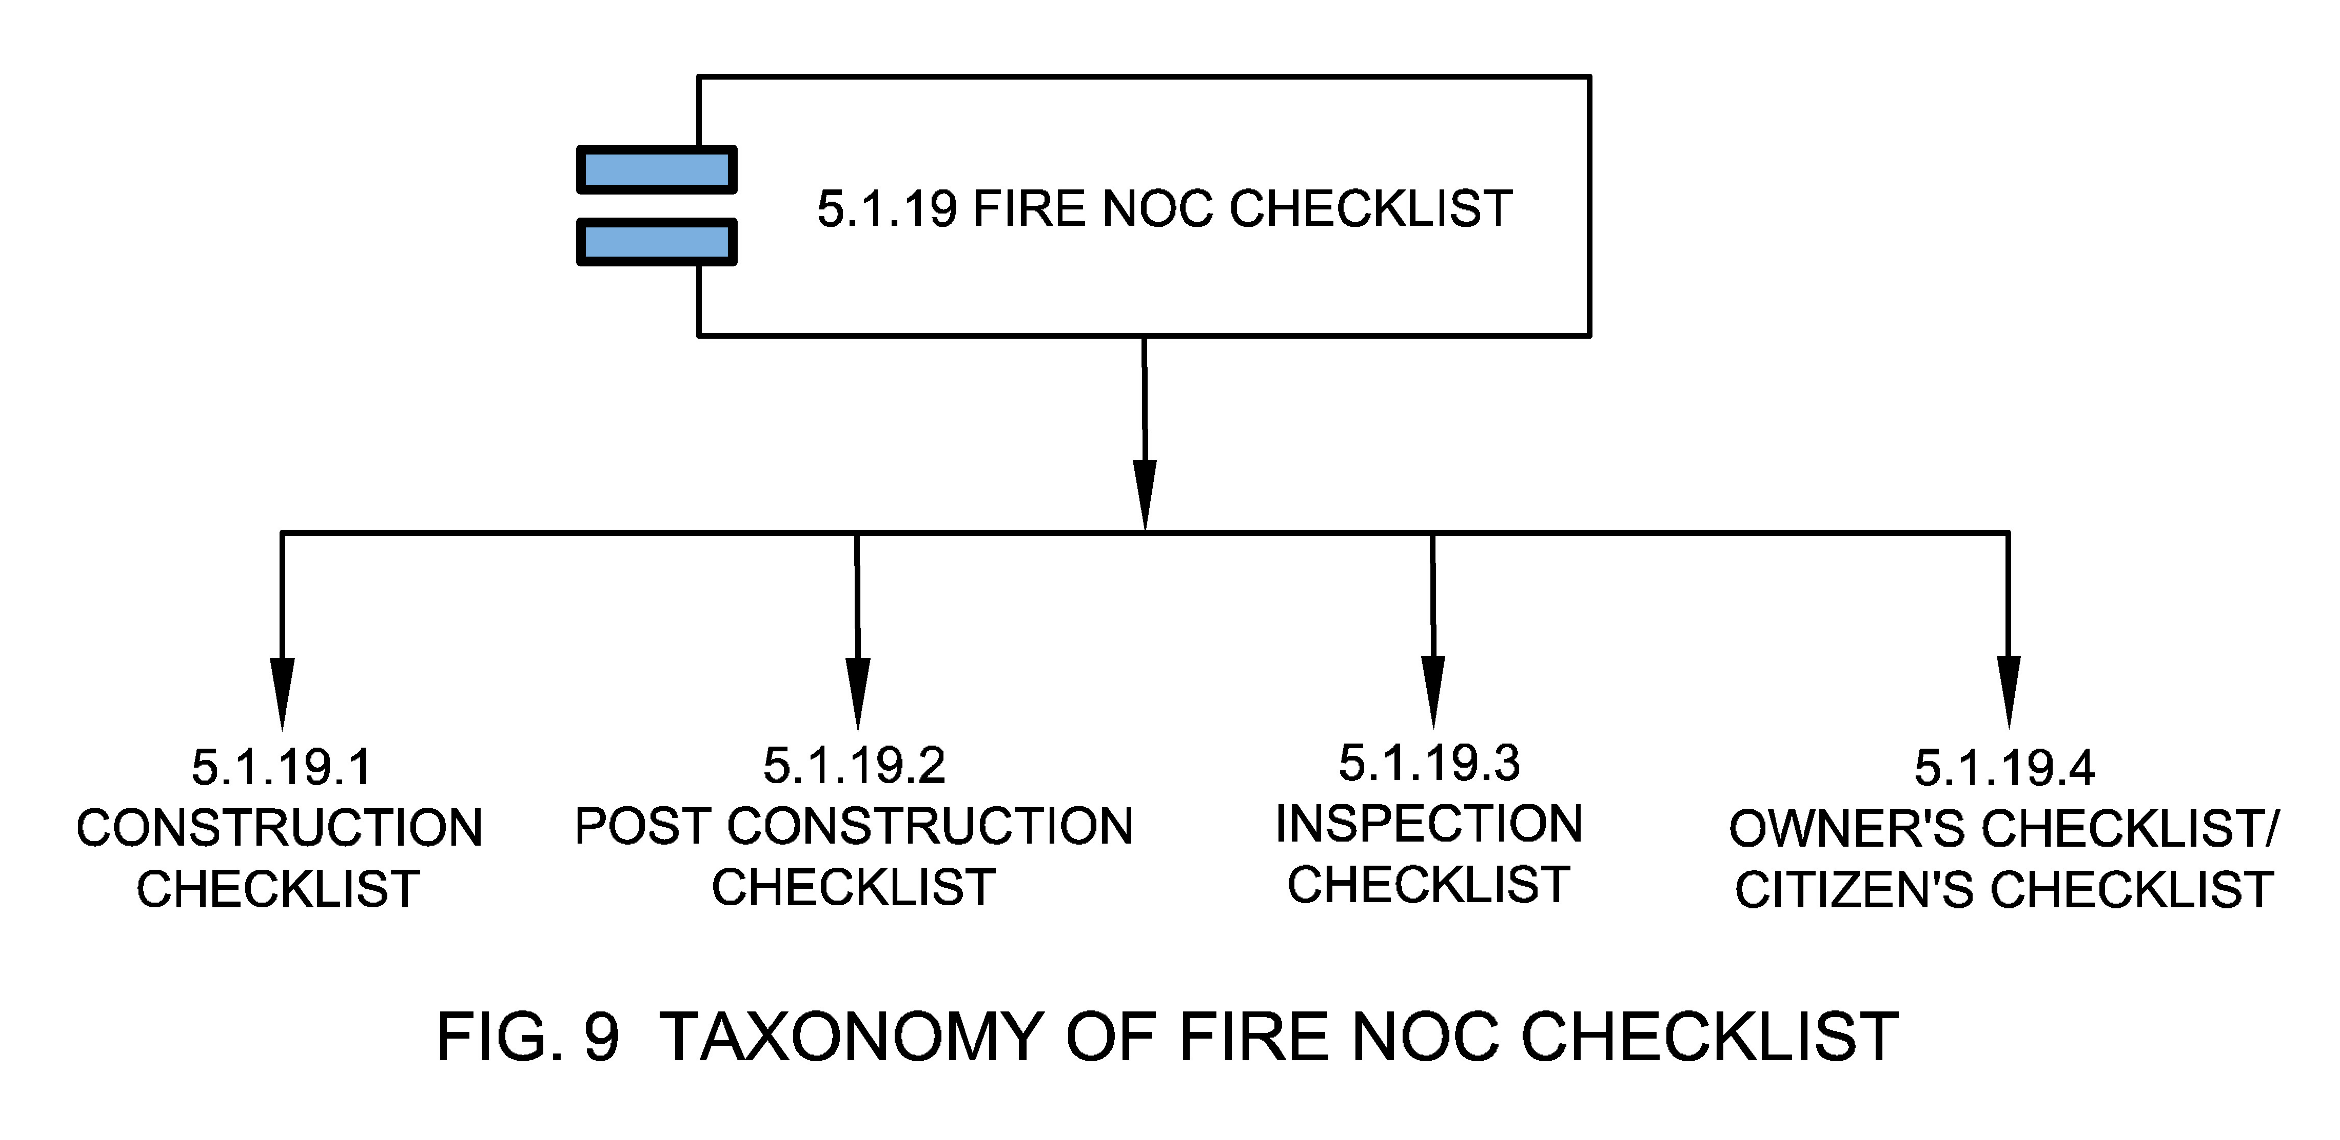 5.1.19 FIRE NOC CHECKLIST
5.1.19.1
CONSTRUCTION
CHECKLIST
5.1.19.2
POST CONSTRUCTION
CHECKLIST
5.1.19.3
INSPECTION
CHECKLIST
5.1.19.4
OWNER'S CHECKLIST/
CITIZEN'S CHECKLIST
FIG. 9 TAXONOMY OF FIRE NOC CHECKLIST